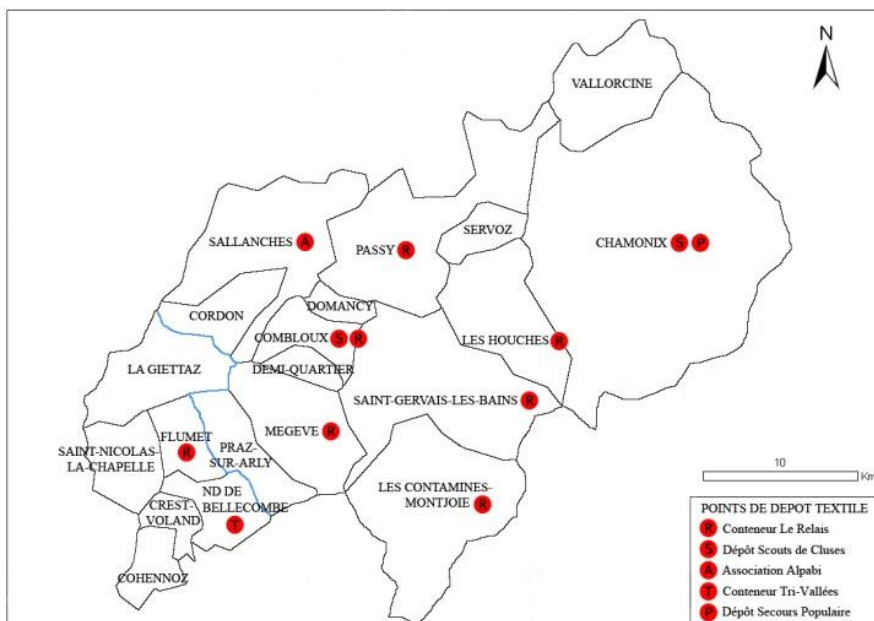 N
VALLORCINE
SALLANCHES A
PASSY R
SERVOZ
CHAMONIX S P
CORDON
DOMANCY
COMBLOUX S R
LES HOUCHES R
LA GIETTAZ
DEMI-QUARTIER
SAINT-GERVAIS-LES-BAINS R
MEGEVE R
FLUMET
R
PRAZ-
SUR-ARLY
SAINT-NICOLAS-
LA-CHAPELLE
LES CONTAMINES-
MONTJOIE R
ND DE
BELLECOMBE
T
CREST-
VOLAND
COHENNOZ
10
Km
POINTS DE DEPOT TEXTILE
R Conteneur Le Relais
S Dépôt Scouts de Cluses
A Association Alpabi
T Conteneur Tri-Vallées
P Dépôt Secours Populaire